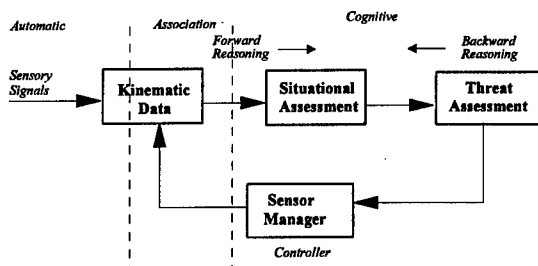 Automatic
Association
Cognitive
Forward
Reasoning
Backward
Reasoning
Sensory
Signals
Kinematic
Data
Situational
Assessment
Threat
Assessment
Sensor
Manager
Controller